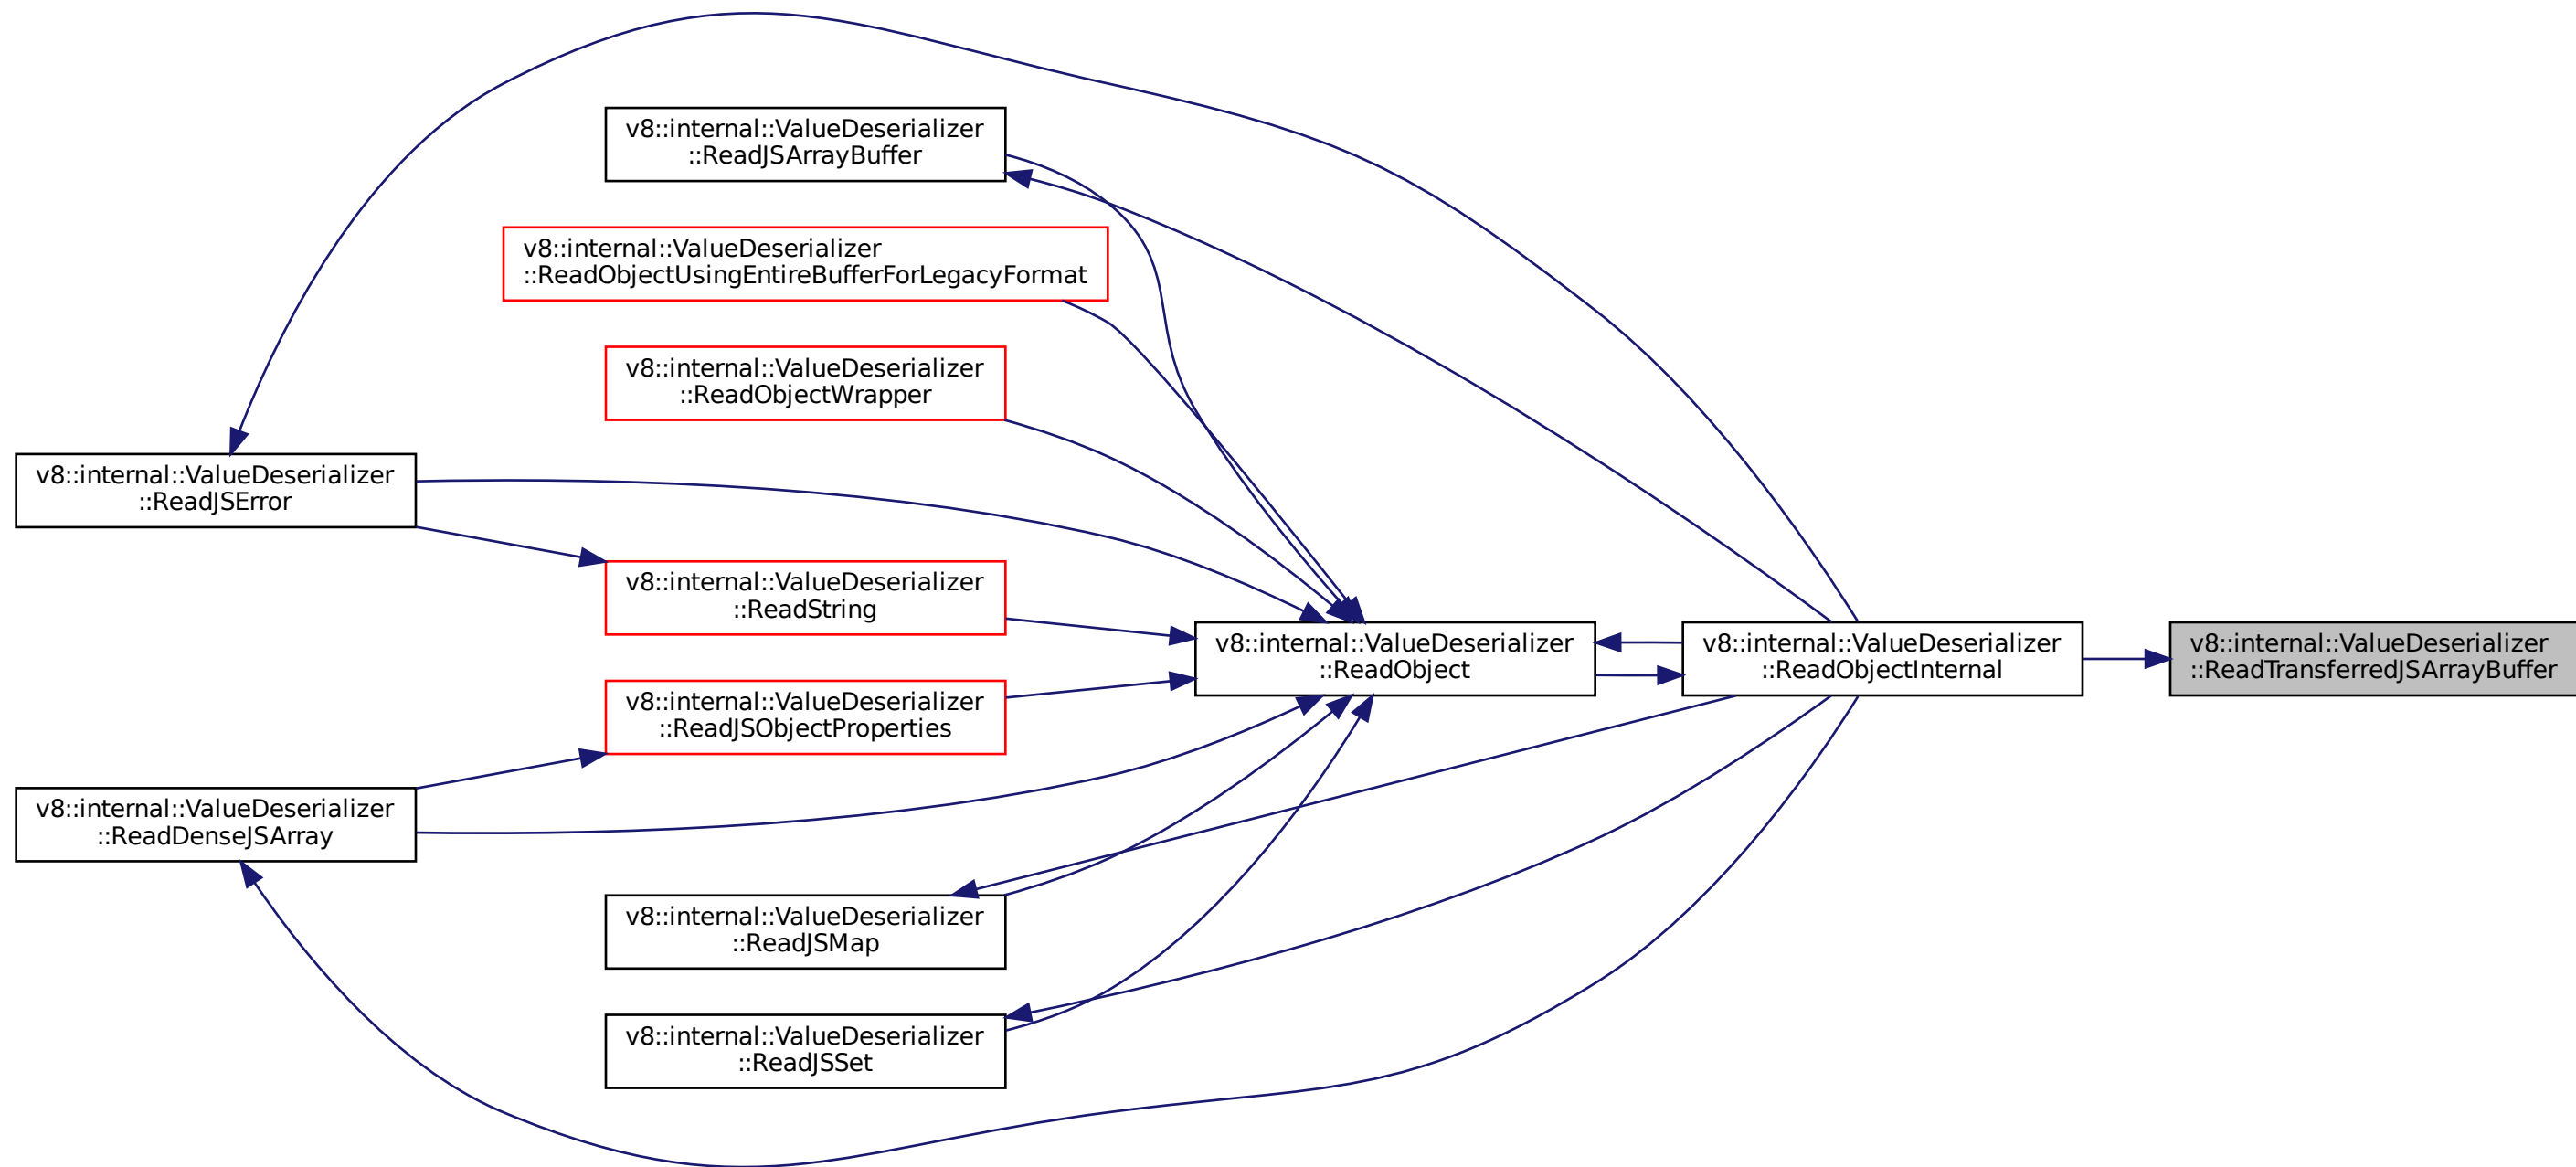 v8::internal::ValueDeserializer
::ReadJSArrayBuffer
v8::internal::ValueDeserializer
::ReadObjectUsingEntireBufferForLegacyFormat
v8::internal::ValueDeserializer
::ReadObjectWrapper
v8::internal::ValueDeserializer
::ReadJSError
v8::internal::ValueDeserializer
::ReadString
v8::internal::ValueDeserializer
::ReadObject
v8::internal::ValueDeserializer
::ReadObjectInternal
v8::internal::ValueDeserializer
::ReadTransferredJSArrayBuffer
v8::internal::ValueDeserializer
::ReadJSObjectProperties
v8::internal::ValueDeserializer
::ReadDenseJSArray
v8::internal::ValueDeserializer
::ReadJSMap
v8::internal::ValueDeserializer
::ReadJSSet